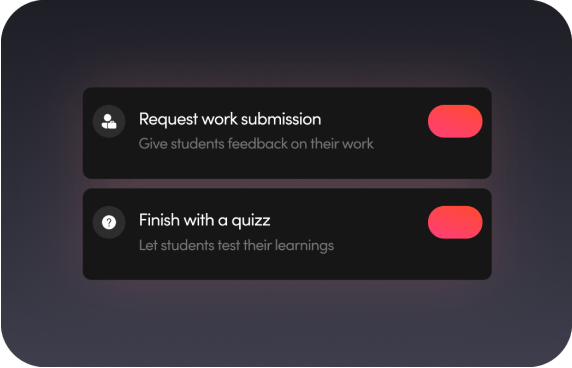 Request work submission
Give students feedback on their work
Finish with a quizz
Let students test their learnings